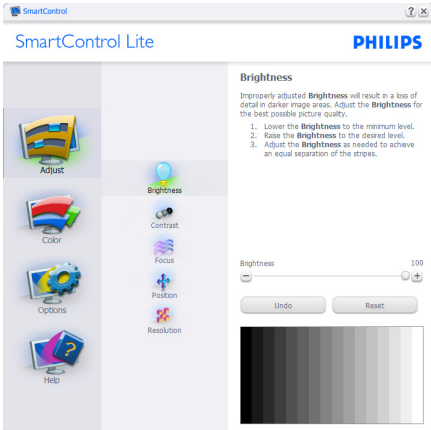 SmartControl
? ×
SmartControl Lite
PHILIPS
Adjust
Color
Options
Help
Brightness
Contrast
Focus
Position
Resolution
Brightness
Improperly adjusted Brightness will result in a loss of
detail in darker image areas. Adjust the Brightness for
the best possible picture quality.
1. Lower the Brightness to the minimum level.
2. Raise the Brightness to the desired level.
3. Adjust the Brightness as needed to achieve
an equal separation of the stripes.
Brightness 100
Undo Reset